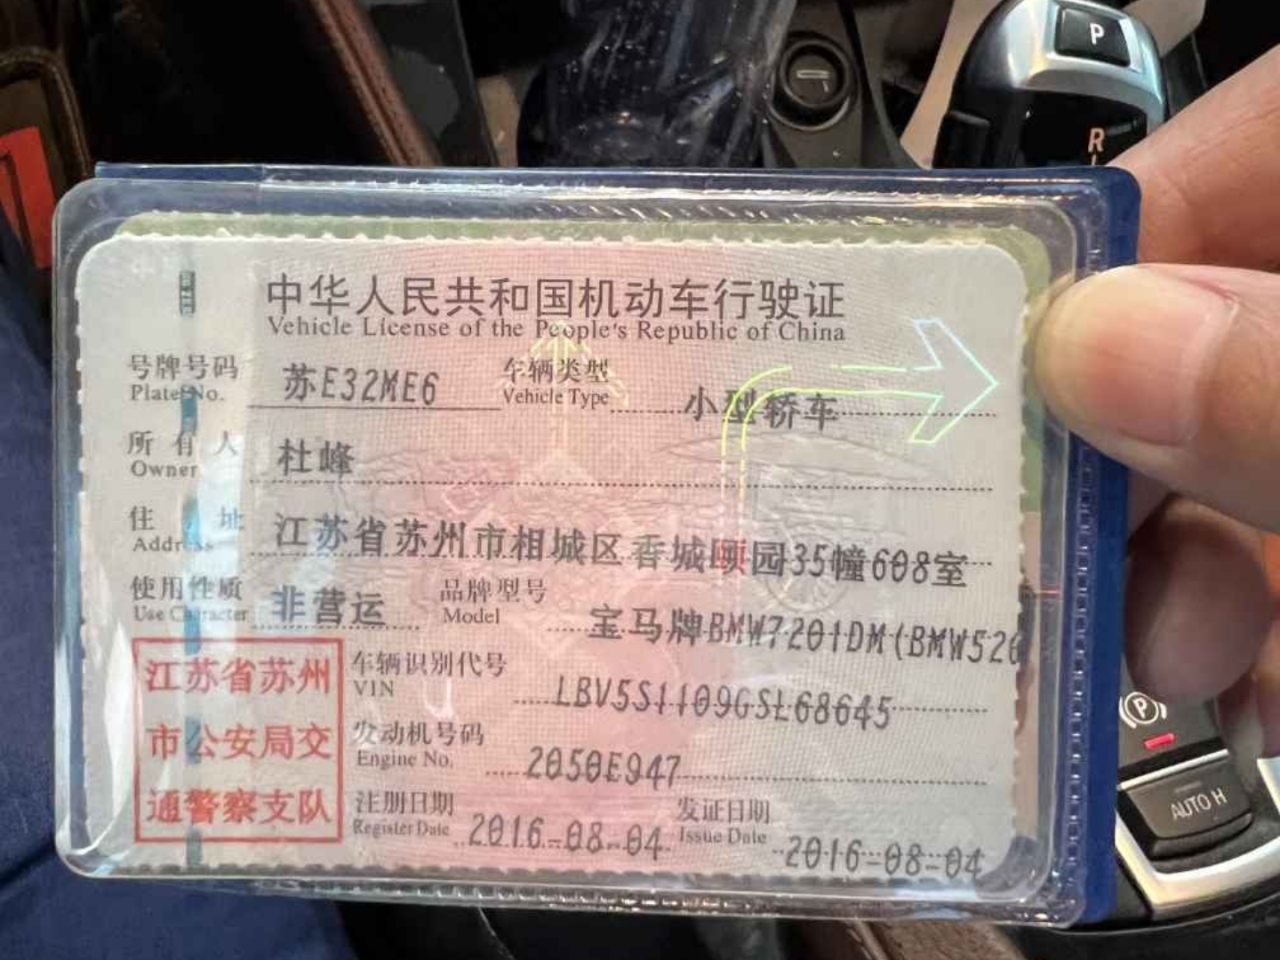 P
R
中华人民共和国机动车行驶证
Vehicle License of the People's Republic of China
号牌号码 苏E32ME6 车辆类型 小型轿车
Plate No. Vehicle Type
所有人 杜峰
Owner
住址 江苏省苏州市相城区香城颐园35幢608室
Address
使用性质 非营运 品牌型号 宝马牌BMW7201DM(BMW520
Use Character Model
江苏省苏州
市公安局交
通警察支队
车辆识别代号 LBV5S1109GSL68645
VIN
发动机号码 2050E947
Engine No.
注册日期 2016-08-04 发证日期 2016-08-04
Register Date Issue Date
P
AUTO H